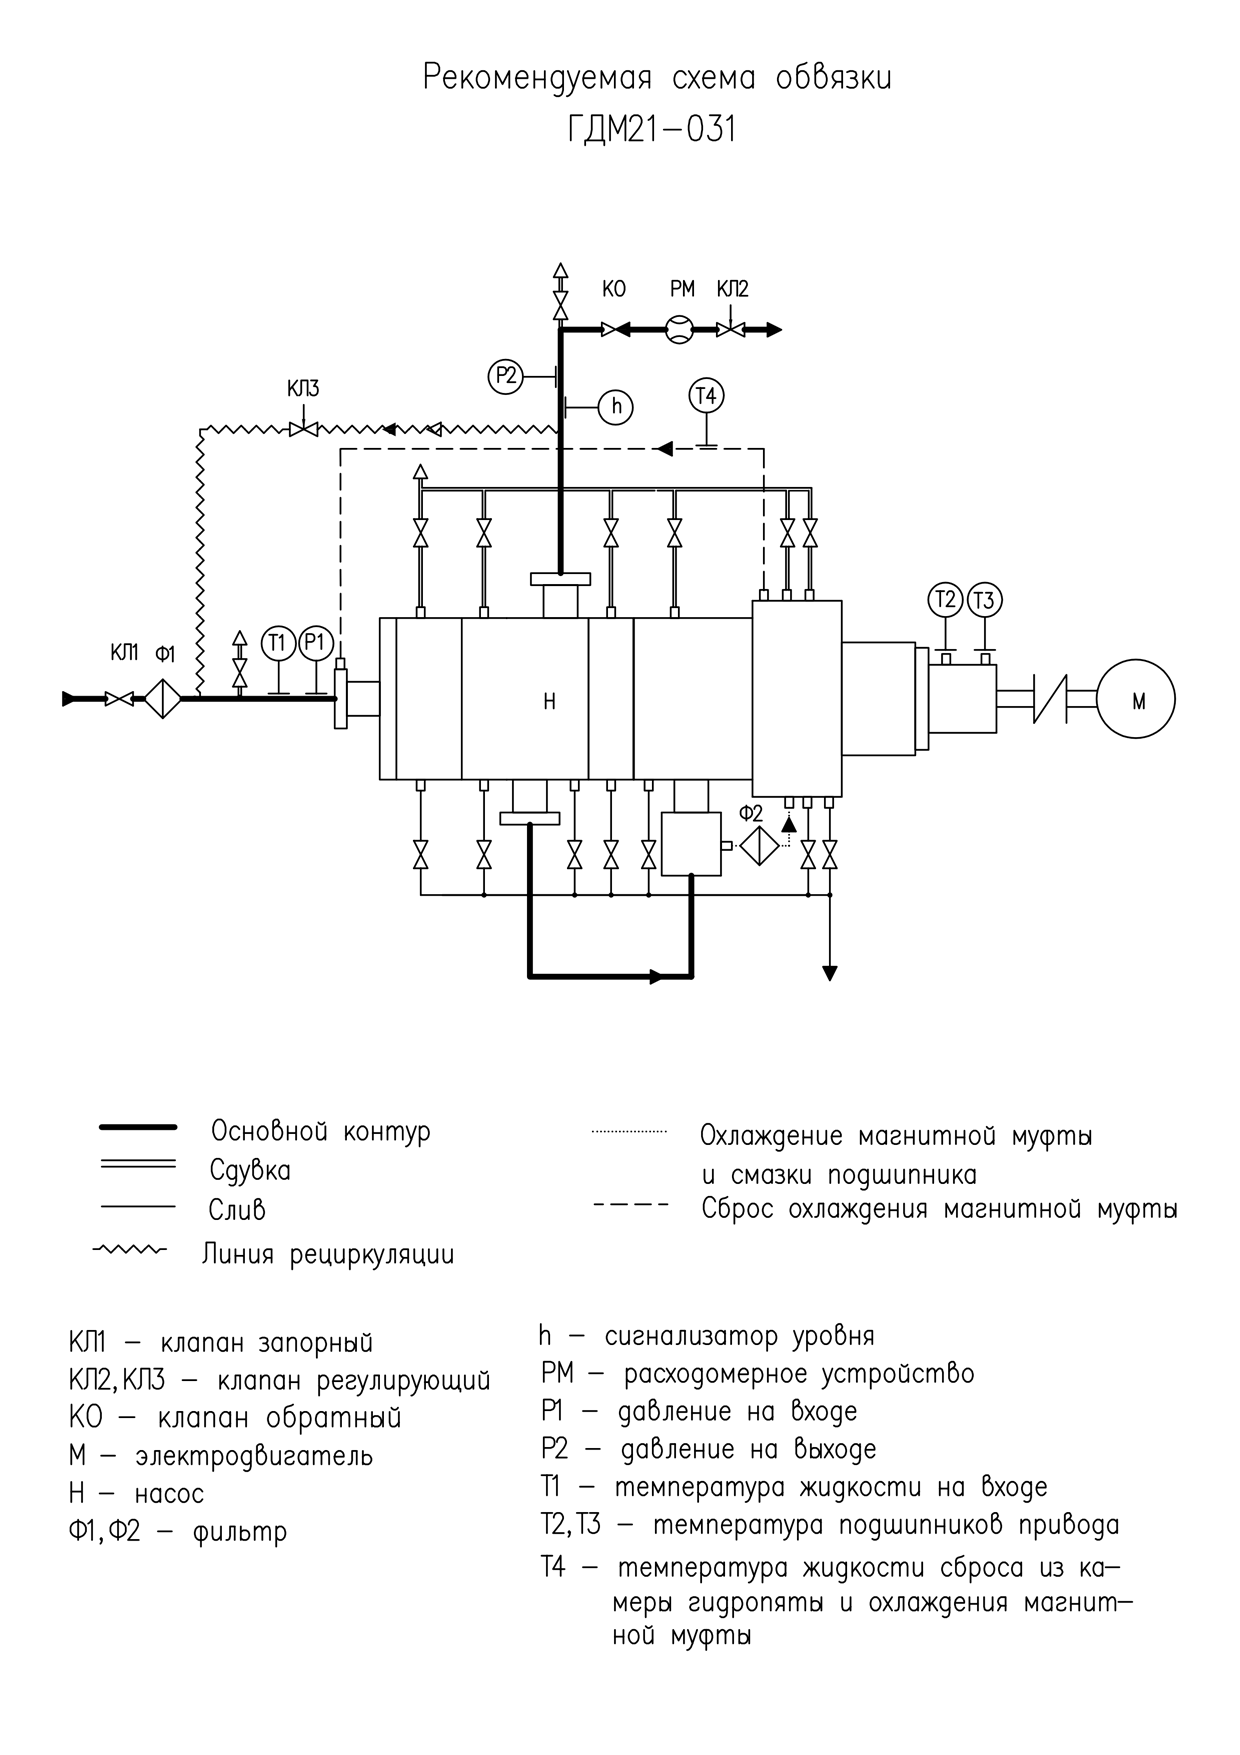 Рекомендуемая схема обвязки
ГДМ21-031
КО РМ КЛ2
Р2
h
Т4
КЛ3
Т2 Т3
КЛ1 Ф1 Т1 Р1
Н
М
Ф2
Основной контур
Сдувка
Слив
Линия рециркуляции
Охлаждение магнитной муфты
и смазки подшипника
Сброс охлаждения магнитной муфты
КЛ1 – клапан запорный
КЛ2,КЛ3 – клапан регулирующий
КО – клапан обратный
М – электродвигатель
Н – насос
Ф1,Ф2 – фильтр
h – сигнализатор уровня
РМ – расходомерное устройство
Р1 – давление на входе
Р2 – давление на выходе
Т1 – температура жидкости на входе
Т2,Т3 – температура подшипников привода
Т4 – температура жидкости сброса из ка–
меры гидропяты и охлаждения магнит–
ной муфты